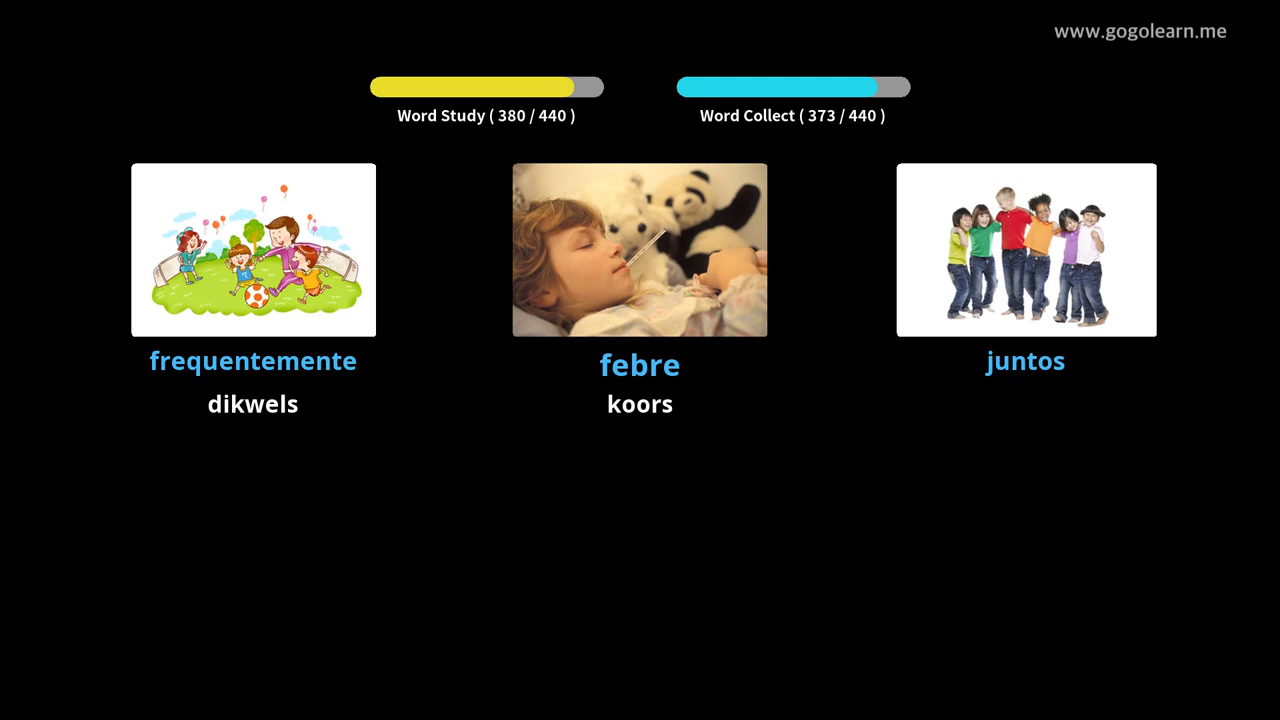 www.gogolearn.me
Word Study ( 380 / 440 )
Word Collect ( 373 / 440 )
frequentemente
febre
juntos
dikwels
koors